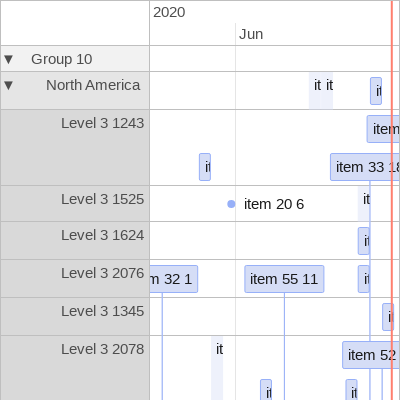 2020
Jun
▼ Group 10
▼ North America it it it
Level 3 1243 item
it item 33 18
Level 3 1525 item 20 6 it
Level 3 1624 it
Level 3 2076 m 32 1 item 55 11 it
Level 3 1345 it
Level 3 2078 it item 52
it it